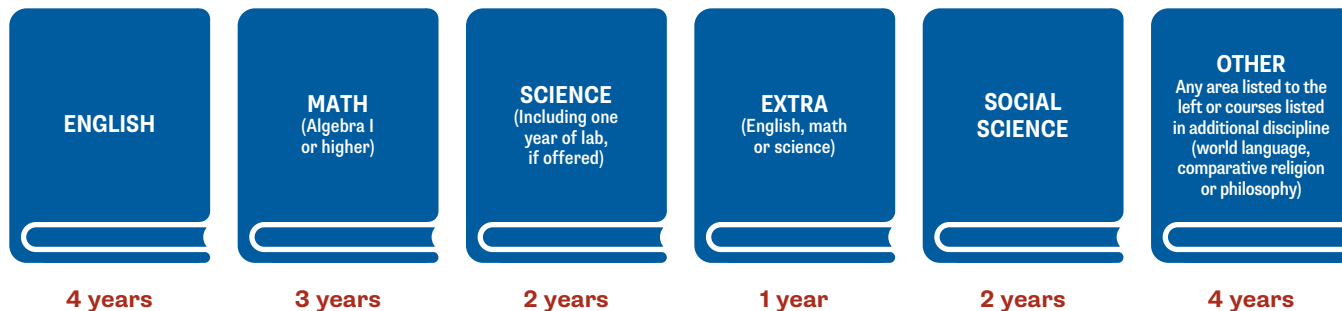 ENGLISH
4 years
MATH
(Algebra I
or higher)
3 years
SCIENCE
(Including one
year of lab,
if offered)
2 years
EXTRA
(English, math
or science)
1 year
SOCIAL
SCIENCE
2 years
OTHER
Any area listed to the
left or courses listed
in additional discipline
(world language,
comparative religion
or philosophy)
4 years